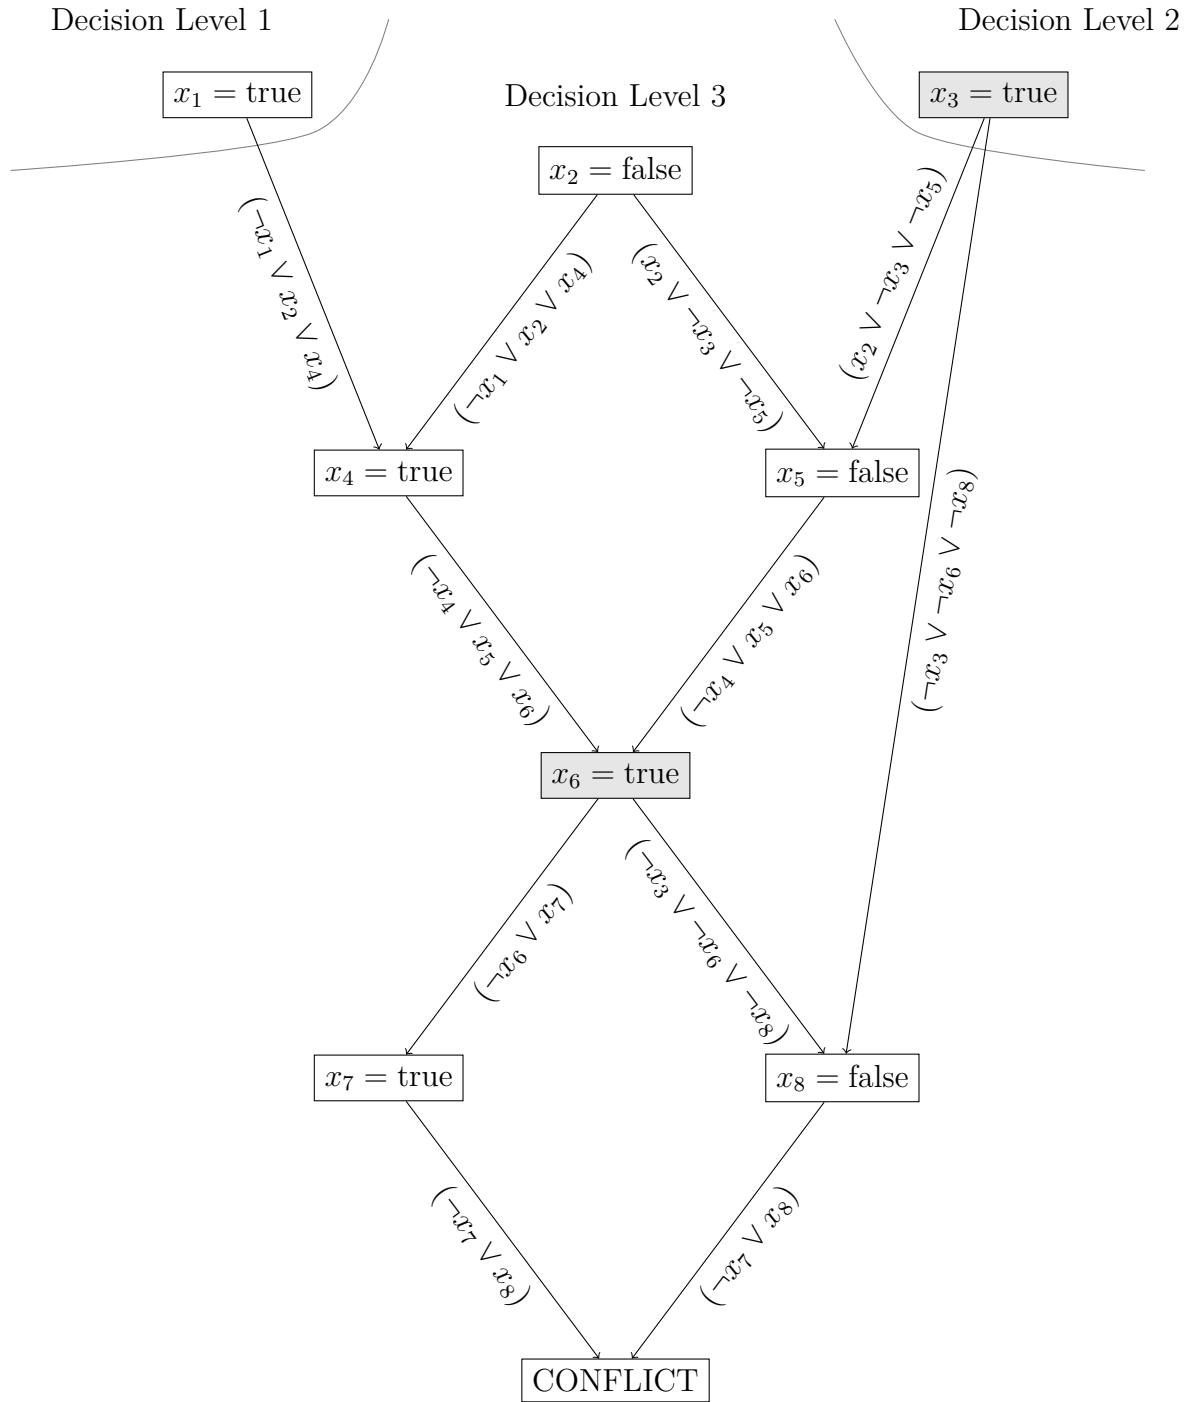 Decision Level 1
Decision Level 2
x₁ = true
Decision Level 3
x₃ = true
x₂ = false
(¬x₁ ∨ x₂ ∨ x₄)
(¬x₁ ∨ x₂ ∨ x₄)
(x₂ ∨ ¬x₃ ∨ ¬x₅)
(x₂ ∨ ¬x₃ ∨ ¬x₅)
x₄ = true
x₅ = false
(¬x₄ ∨ x₅ ∨ x₆)
(¬x₄ ∨ x₅ ∨ x₆)
(¬x₃ ∨ ¬x₆ ∨ ¬x₈)
x₆ = true
(¬x₆ ∨ x₇)
(¬x₃ ∨ ¬x₆ ∨ ¬x₈)
x₇ = true
x₈ = false
(¬x₇ ∨ x₈)
(¬x₇ ∨ x₈)
CONFLICT